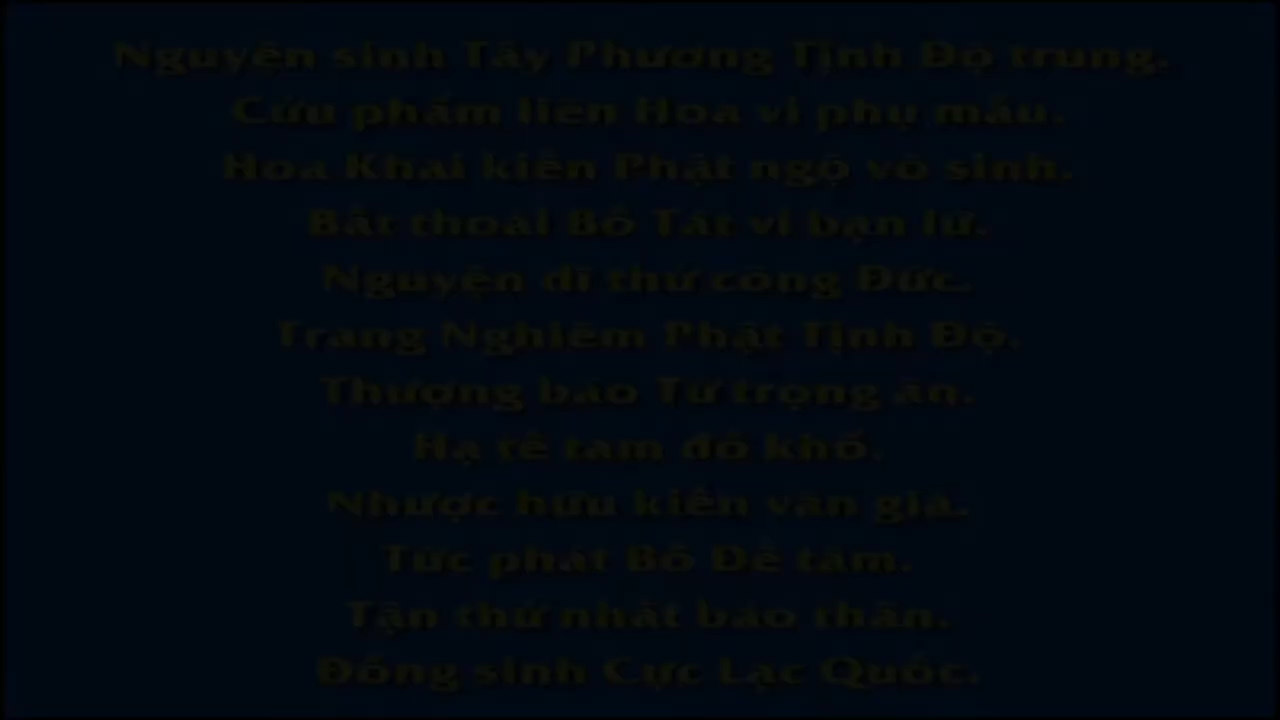 Nguyện sinh Tây Phương Tịnh Độ trung.
Cửu phẩm liên Hoa vi phụ mẫu.
Hoa Khai kiến Phật ngộ vô sinh.
Bất thoái Bồ Tát vi bạn lữ.
Nguyện dĩ thử công Đức.
Trang Nghiêm Phật Tịnh Độ.
Thượng báo Tứ trọng ân.
Hạ tế tam đồ khổ.
Nhược hữu kiến văn giả.
Tức phát Bồ Đề tâm.
Tận thử nhất báo thân.
Đồng sinh Cực Lạc Quốc.